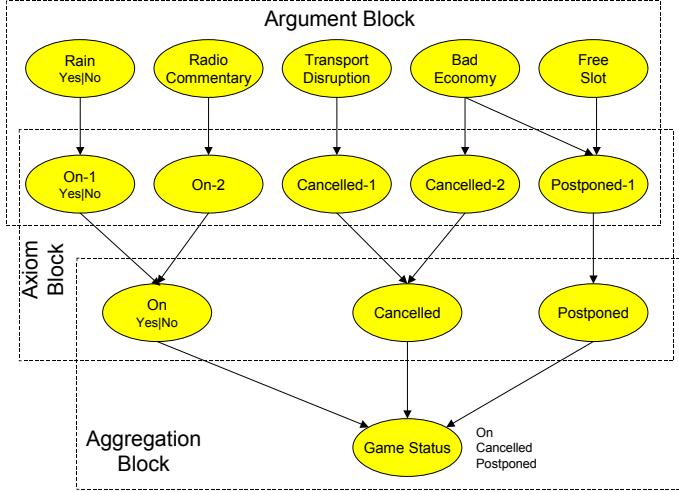 Argument Block
Rain
Yes|No
Radio
Commentary
Transport
Disruption
Bad
Economy
Free
Slot
On-1
Yes|No
On-2
Cancelled-1
Cancelled-2
Postponed-1
Axiom
Block
On
Yes|No
Cancelled
Postponed
Aggregation
Block
Game Status
On
Cancelled
Postponed